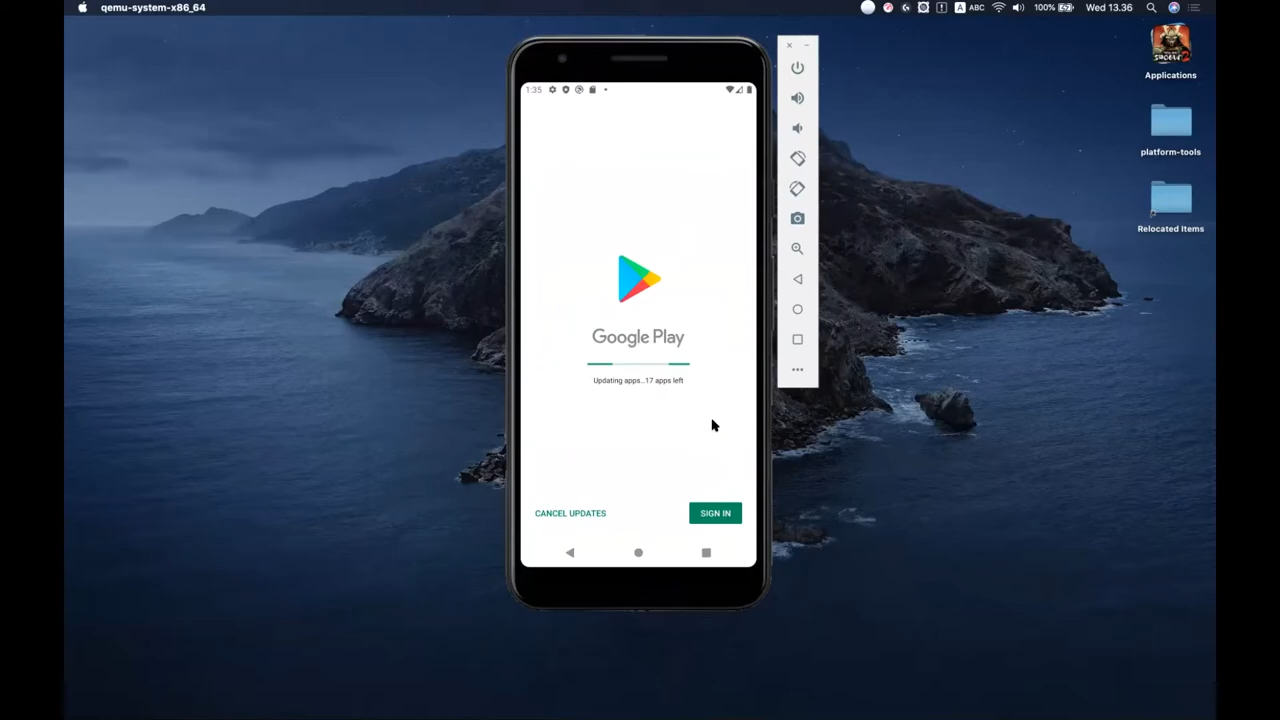 qemu-system-x86_64
A ABC 100% Wed 13.36
Applications
platform-tools
Relocated Items
1:35
Google Play
Updating apps...17 apps left
CANCEL UPDATES
SIGN IN